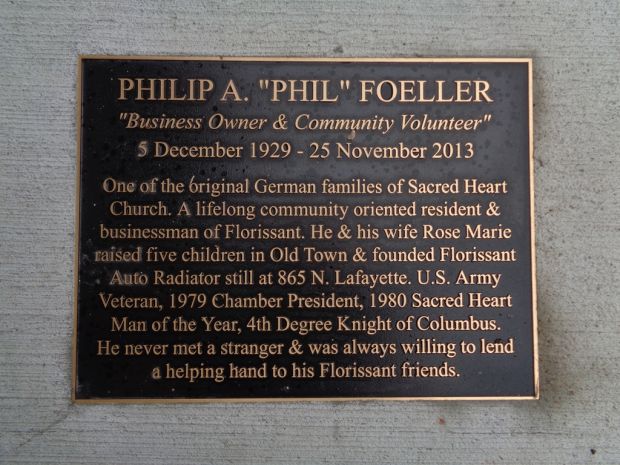 PHILIP A. "PHIL" FOELLER
"Business Owner & Community Volunteer"
5 December 1929 - 25 November 2013
One of the original German families of Sacred Heart
Church. A lifelong community oriented resident &
businessman of Florissant. He & his wife Rose Marie
raised five children in Old Town & founded Florissant
Auto Radiator still at 865 N. Lafayette. U.S. Army
Veteran, 1979 Chamber President, 1980 Sacred Heart
Man of the Year, 4th Degree Knight of Columbus.
He never met a stranger & was always willing to lend
a helping hand to his Florissant friends.